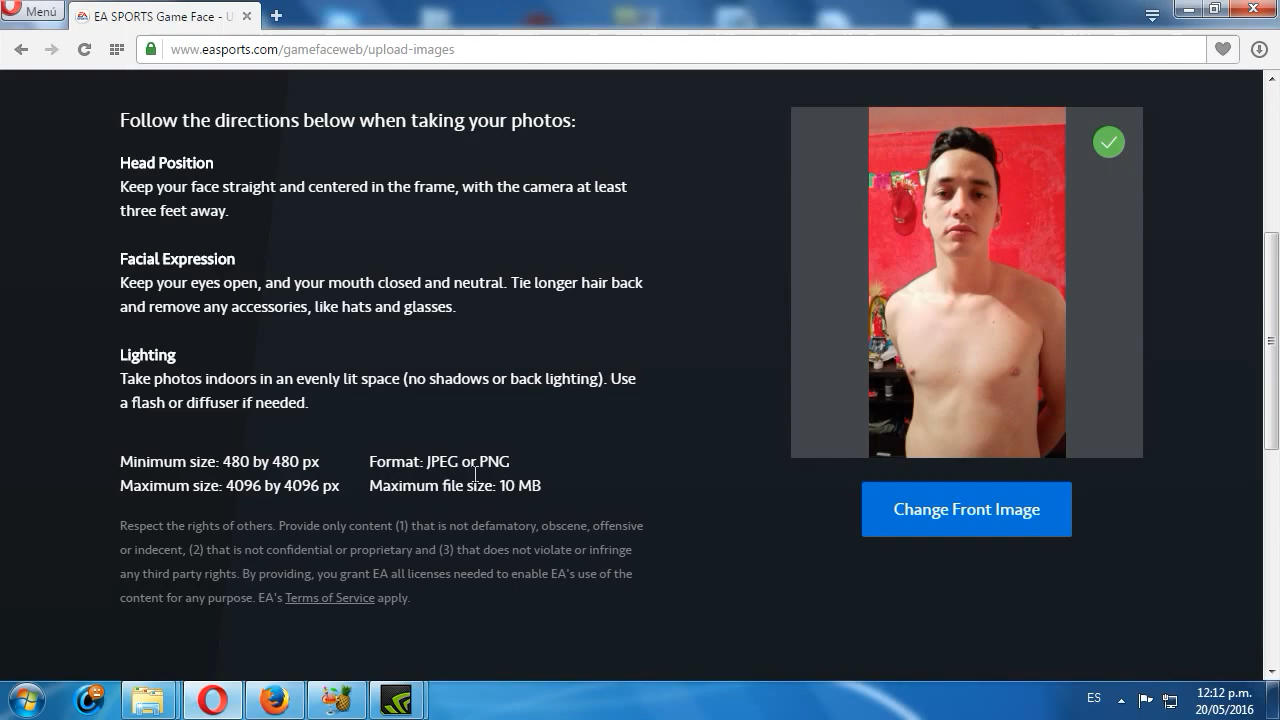 Menú
EA SPORTS Game Face - U
www.easports.com/gamefaceweb/upload-images
Follow the directions below when taking your photos:
Head Position
Keep your face straight and centered in the frame, with the camera at least
three feet away.
Facial Expression
Keep your eyes open, and your mouth closed and neutral. Tie longer hair back
and remove any accessories, like hats and glasses.
Lighting
Take photos indoors in an evenly lit space (no shadows or back lighting). Use
a flash or diffuser if needed.
Minimum size: 480 by 480 px
Format: JPEG or PNG
Maximum size: 4096 by 4096 px
Maximum file size: 10 MB
Respect the rights of others. Provide only content (1) that is not defamatory, obscene, offensive
or indecent, (2) that is not confidential or proprietary and (3) that does not violate or infringe
any third party rights. By providing, you grant EA all licenses needed to enable EA's use of the
content for any purpose. EA's Terms of Service apply.
Change Front Image
ES
12:12 p.m.
20/05/2016